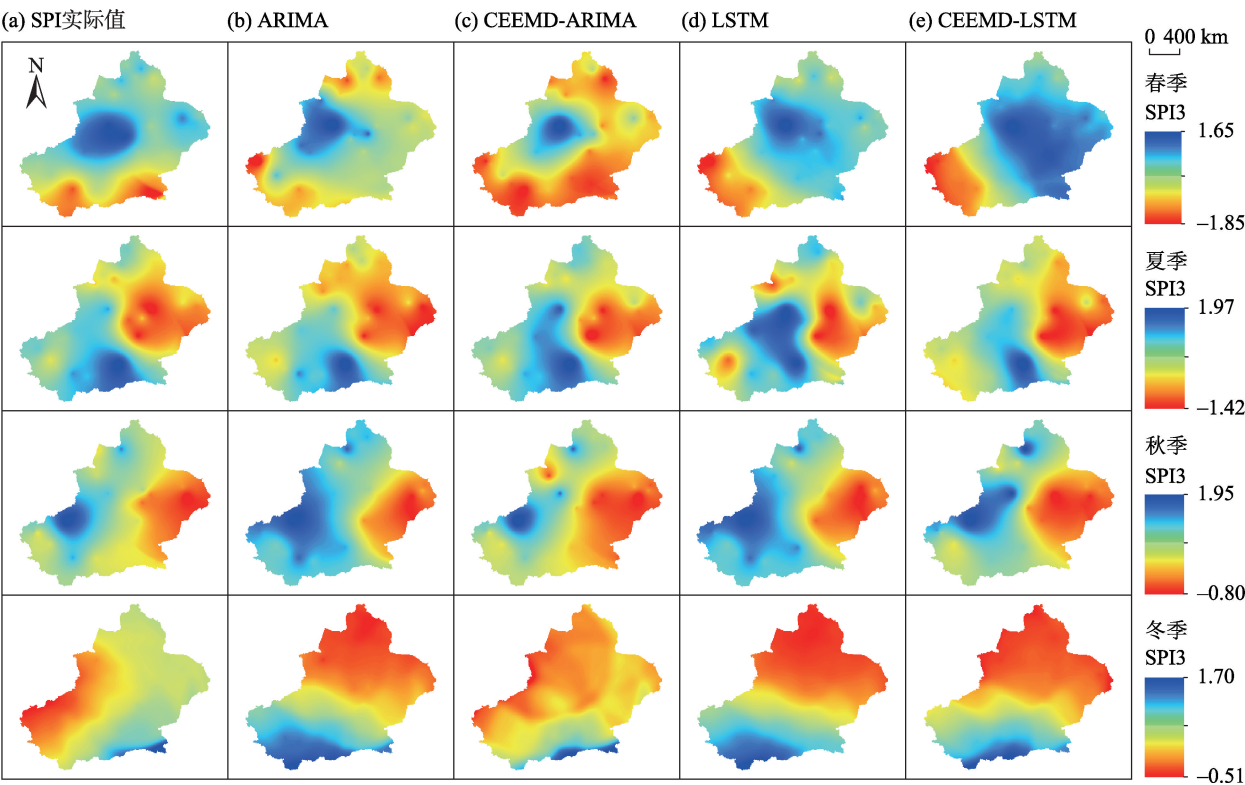 (a) SPI实际值
(b) ARIMA
(c) CEEMD-ARIMA
(d) LSTM
(e) CEEMD-LSTM
0 400 km
N
春季
SPI3
1.65
−1.85
夏季
SPI3
1.97
−1.42
秋季
SPI3
1.95
−0.80
冬季
SPI3
1.70
−0.51